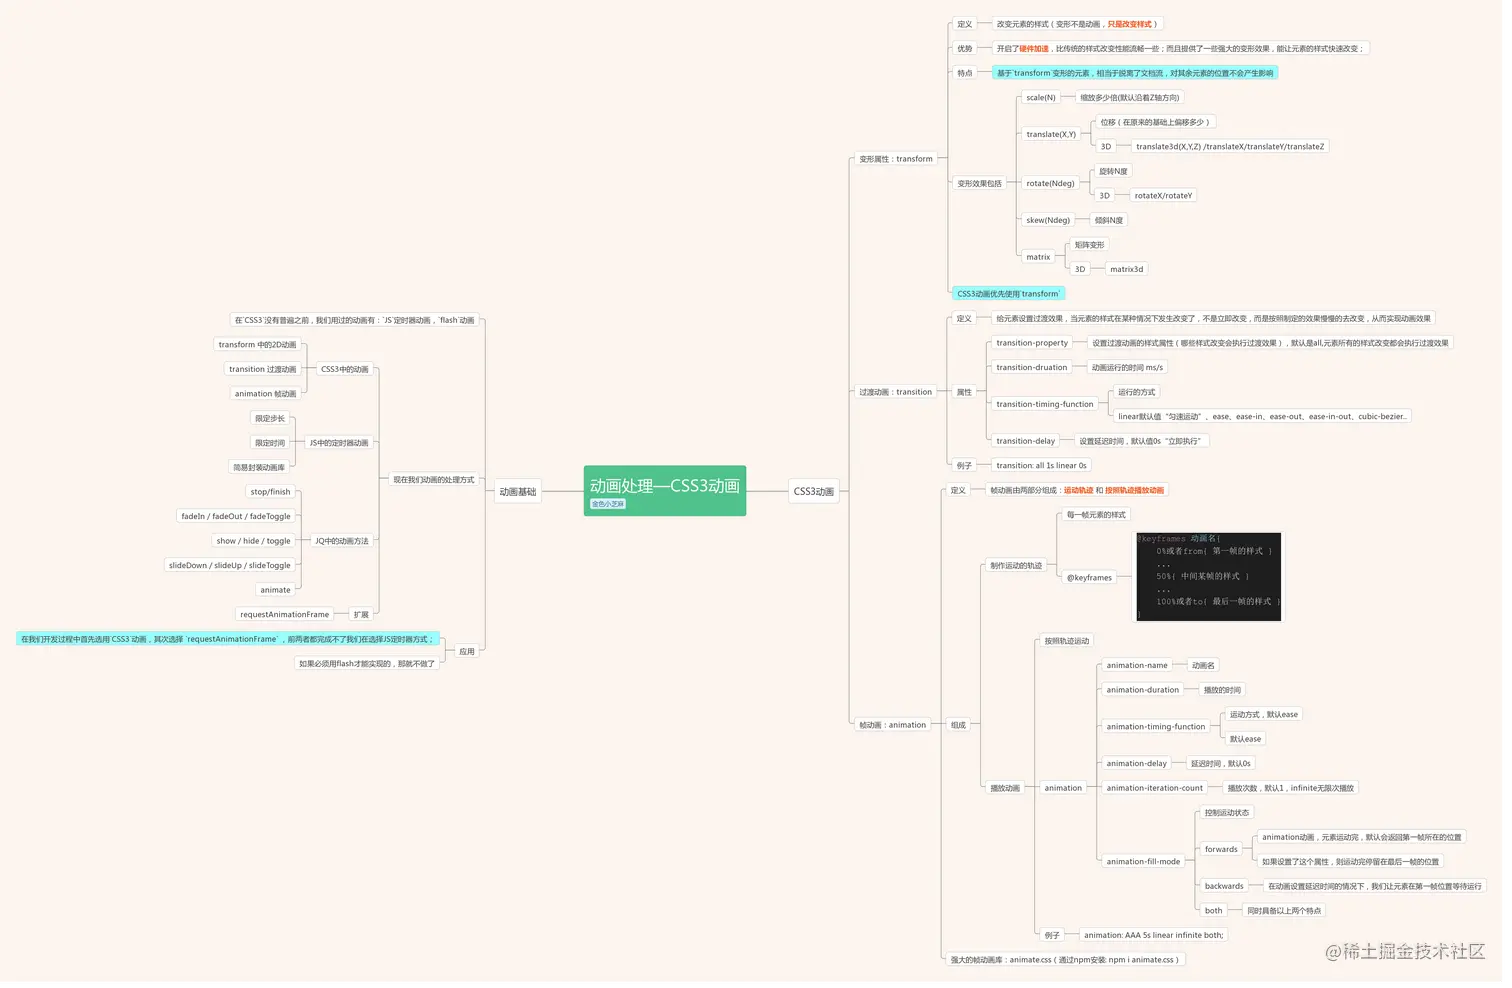 动画处理—CSS3动画
金色小芝麻
动画基础
在`CSS3`没有普遍之前，我们用过的动画有：`JS`定时器动画，`flash`动画
现在我们动画的处理方式
CSS3中的动画
transform 中的2D动画
transition 过渡动画
animation 帧动画
JS中的定时器动画
限定步长
限定时间
简易封装动画库
JQ中的动画方法
stop/finish
fadeIn / fadeOut / fadeToggle
show / hide / toggle
slideDown / slideUp / slideToggle
animate
扩展
requestAnimationFrame
应用
在我们开发过程中首先选用`CSS3`动画，其次选择 `requestAnimationFrame` ，前两者都完成不了我们在选择JS定时器方式；
如果必须用flash才能实现的，那就不做了
CSS3动画
变形属性：transform
定义
改变元素的样式（变形不是动画，只是改变样式）
优势
开启了硬件加速，比传统的样式改变性能流畅一些；而且提供了一些强大的变形效果，能让元素的样式快速改变；
特点
基于`transform`变形的元素，相当于脱离了文档流，对其余元素的位置不会产生影响
变形效果包括
scale(N)
缩放多少倍(默认沿着Z轴方向)
translate(X,Y)
位移（在原来的基础上偏移多少）
3D
translate3d(X,Y,Z) /translateX/translateY/translateZ
rotate(Ndeg)
旋转N度
3D
rotateX/rotateY
skew(Ndeg)
倾斜N度
matrix
矩阵变形
3D
matrix3d
CSS3动画优先使用`transform`
过渡动画：transition
定义
给元素设置过渡效果，当元素的样式在某种情况下发生改变了，不是立即改变，而是按照制定的效果慢慢的去改变，从而实现动画效果
属性
transition-property
设置过渡动画的样式属性（哪些样式改变会执行过渡效果），默认是all,元素所有的样式改变都会执行过渡效果
transition-druation
动画运行的时间 ms/s
transition-timing-function
运行的方式
linear默认值“匀速运动”、ease、ease-in、ease-out、ease-in-out、cubic-bezier..
transition-delay
设置延迟时间，默认值0s“立即执行”
例子
transition: all 1s linear 0s
帧动画：animation
定义
帧动画由两部分组成：运动轨迹 和 按照轨迹播放动画
组成
制作运动的轨迹
每一帧元素的样式
@keyframes
@keyframes 动画名{
0%或者from{ 第一帧的样式 }
...
50%{ 中间某帧的样式 }
...
100%或者to{ 最后一帧的样式 }
}
播放动画
按照轨迹运动
animation
animation-name
动画名
animation-duration
播放的时间
animation-timing-function
运动方式，默认ease
默认ease
animation-delay
延迟时间，默认0s
animation-iteration-count
播放次数，默认1，infinite无限次播放
animation-fill-mode
控制运动状态
forwards
animation动画，元素运动完，默认会返回第一帧所在的位置
如果设置了这个属性，则运动完停留在最后一帧的位置
backwards
在动画设置延迟时间的情况下，我们让元素在第一帧位置等待运行
both
同时具备以上两个特点
例子
animation: AAA 5s linear infinite both;
强大的帧动画库：animate.css（通过npm安装: npm i animate.css）
@稀土掘金技术社区